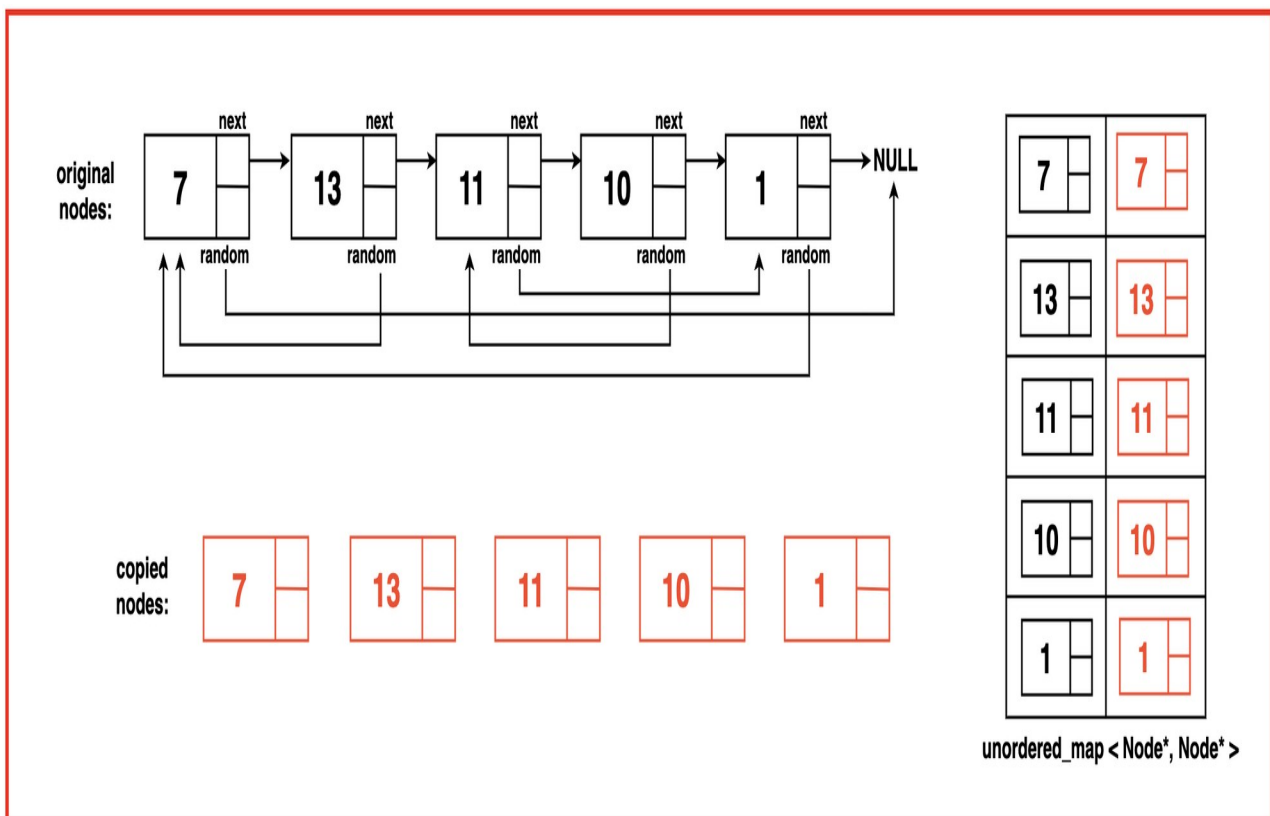 next next next next next
original
nodes:
7 13 11 10 1 NULL
random random random random random
copied
nodes:
7 13 11 10 1
7 7
13 13
11 11
10 10
1 1
unordered_map < Node*, Node* >